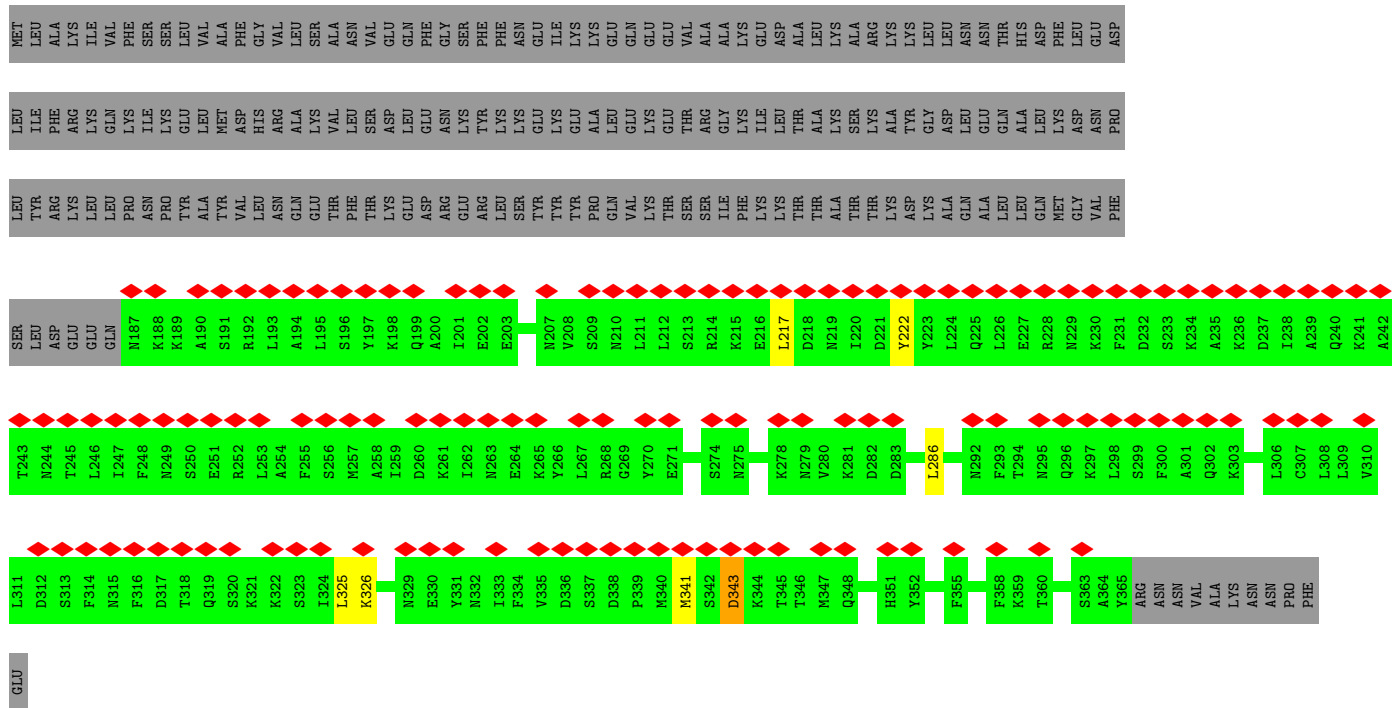 MET LEU ALA LYS ILE VAL PHE SER SER LEU VAL ALA PHE GLY VAL LEU SER ALA ASN VAL GLU GLN PHE GLY SER PHE PHE ASN GLU ILE LYS LYS GLU GLN GLU GLU VAL ALA ALA LYS GLU ASP ALA LEU LYS ALA ARG LYS LYS LEU LEU ASN ASN THR HIS ASP PHE LEU GLU ASP
LEU ILE PHE ARG LYS GLN LYS ILE LYS GLU LEU MET ASP HIS ARG ALA LYS VAL LEU SER ASP LEU GLU ASN LYS TYR LYS LYS GLU LYS GLU ALA LEU GLU LYS GLU THR ARG GLY LYS ILE LEU THR ALA LYS SER LYS ALA TYR GLY ASP LEU GLU GLN ALA LEU LYS ASP ASN PRO
LEU TYR ARG LYS LEU LEU PRO ASN PRO TYR ALA TYR VAL LEU ASN GLN GLU THR PHE THR LYS GLU ASP ARG GLU ARG LEU SER TYR TYR TYR PRO GLN VAL LYS THR SER SER ILE PHE LYS LYS THR THR ALA THR THR LYS ASP LYS ALA GLN ALA LEU LEU GLN MET GLY VAL PHE
SER LEU ASP GLU GLU GLN N187 K188 K189 A190 S191 R192 L193 A194 L195 S196 Y197 K198 Q199 A200 I201 E202 E203 N207 V208 S209 N210 L211 L212 S213 R214 K215 E216 L217 D218 N219 I220 D221 Y222 Y223 L224 Q225 L226 E227 R228 N229 K230 F231 D232 S233 K234 A235 K236 D237 I238 A239 Q240 K241 A242
T243 N244 T245 L246 I247 F248 N249 S250 E251 R252 L253 A254 F255 S256 M257 A258 I259 D260 K261 I262 N263 E264 K265 Y266 L267 R268 G269 Y270 E271 S274 N275 K278 N279 V280 K281 D282 D283 L286 N292 F293 T294 N295 Q296 K297 L298 S299 F300 A301 Q302 K303 L306 C307 L308 L309 V310
L311 D312 S313 F314 N315 F316 D317 T318 Q319 S320 K321 K322 S323 I324 L325 K326 N329 E330 Y331 N332 I333 F334 V335 D336 S337 D338 P339 M340 M341 S342 D343 K344 T345 T346 M347 Q348 H351 Y352 F355 F358 K359 T360 S363 A364 Y365 ARG ASN ASN VAL ALA LYS ASN ASN PRO PHE
GLU